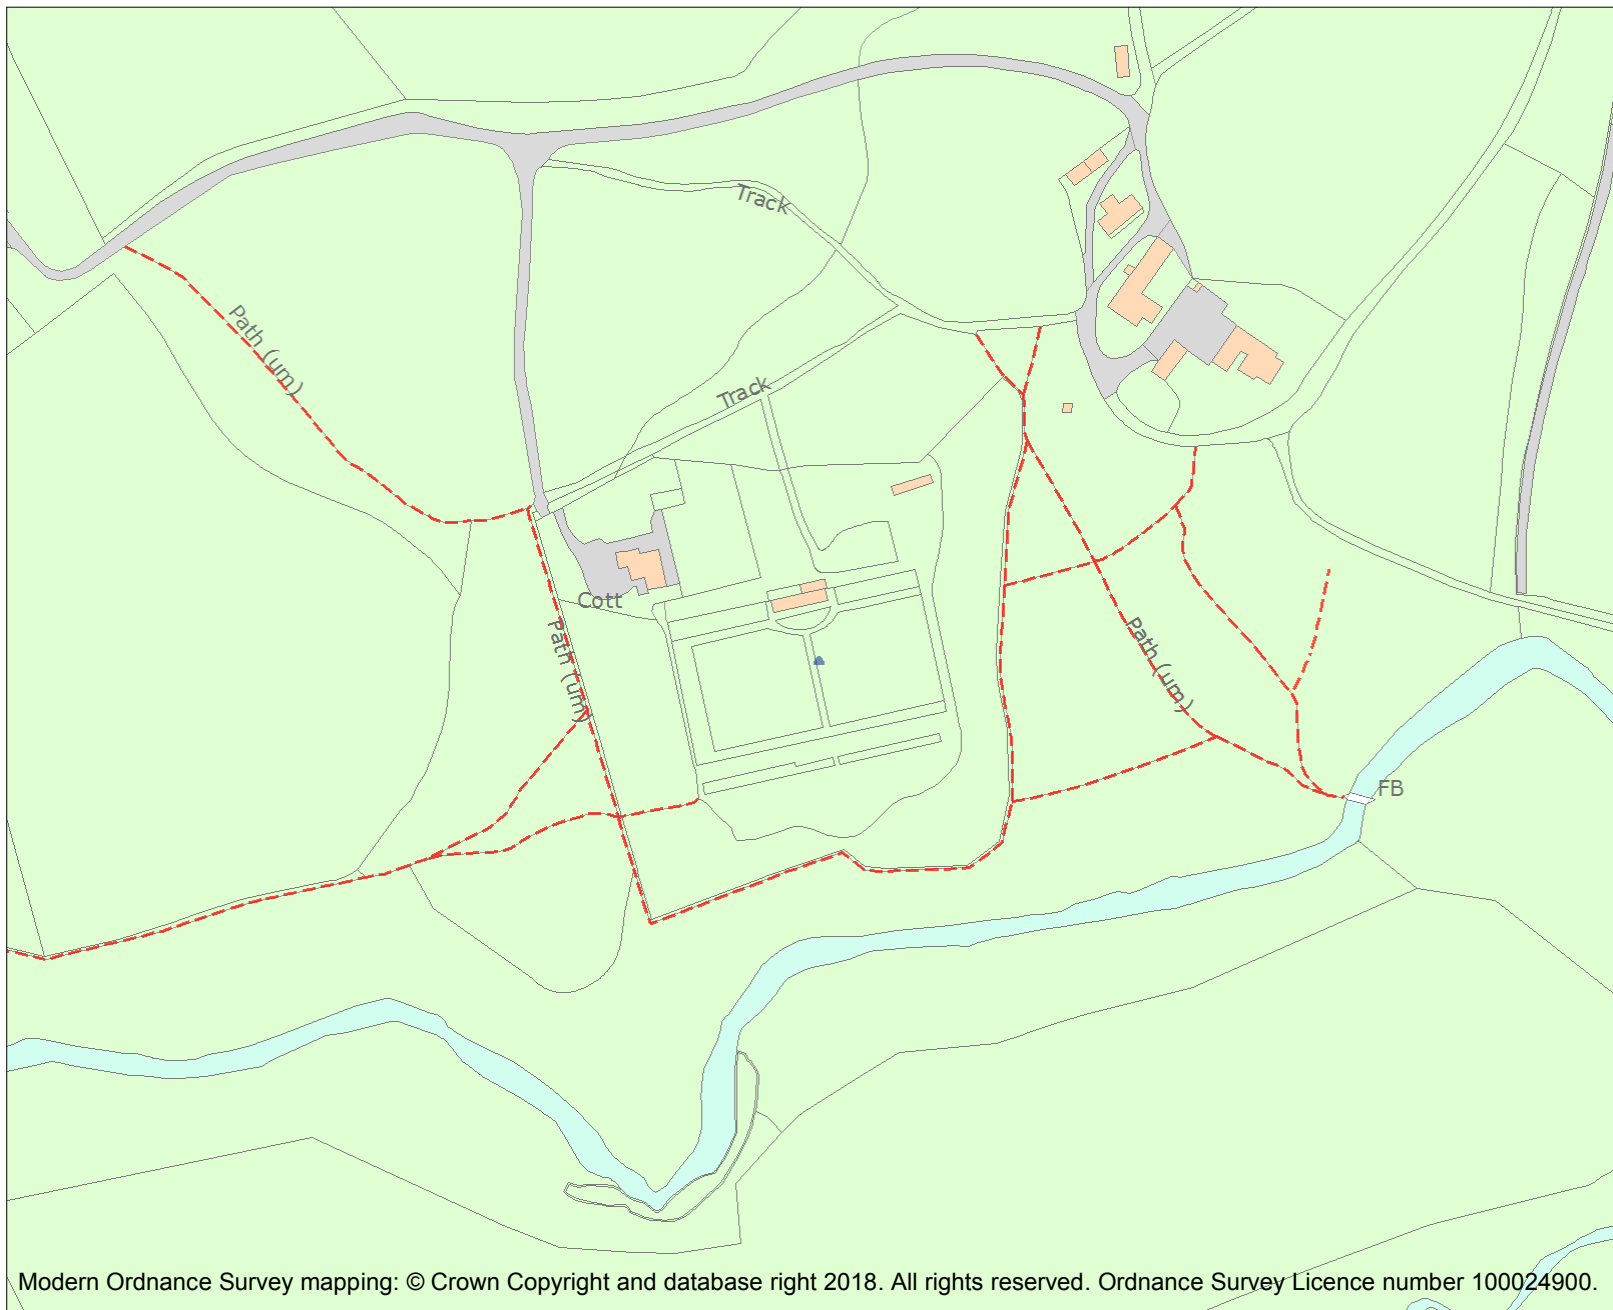 Track
Path (um)
Track
Cott
Path (um)
Path (um)
FB
Modern Ordnance Survey mapping: © Crown Copyright and database right 2018. All rights reserved. Ordnance Survey Licence number 100024900.